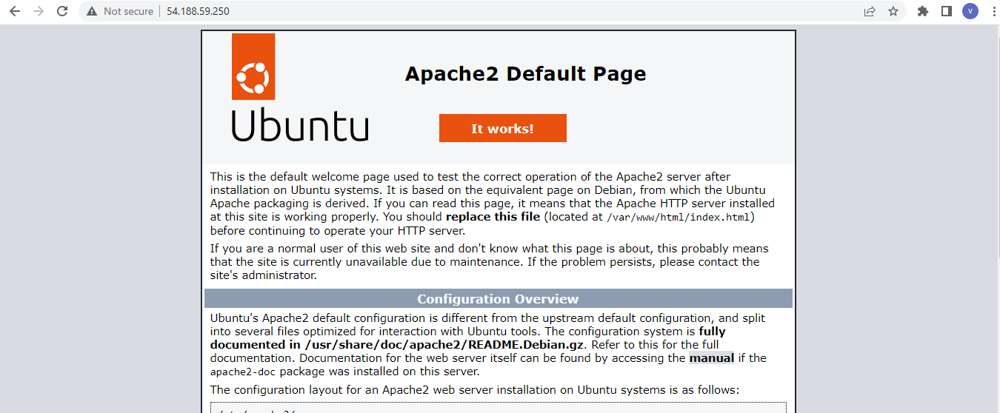 Not secure | 54.188.59.250
V
Apache2 Default Page
Ubuntu
It works!
This is the default welcome page used to test the correct operation of the Apache2 server after
installation on Ubuntu systems. It is based on the equivalent page on Debian, from which the Ubuntu
Apache packaging is derived. If you can read this page, it means that the Apache HTTP server installed
at this site is working properly. You should replace this file (located at /var/www/html/index.html)
before continuing to operate your HTTP server.
If you are a normal user of this web site and don't know what this page is about, this probably means
that the site is currently unavailable due to maintenance. If the problem persists, please contact the
site's administrator.
Configuration Overview
Ubuntu's Apache2 default configuration is different from the upstream default configuration, and split
into several files optimized for interaction with Ubuntu tools. The configuration system is fully
documented in /usr/share/doc/apache2/README.Debian.gz. Refer to this for the full
documentation. Documentation for the web server itself can be found by accessing the manual if the
apache2-doc package was installed on this server.
The configuration layout for an Apache2 web server installation on Ubuntu systems is as follows: